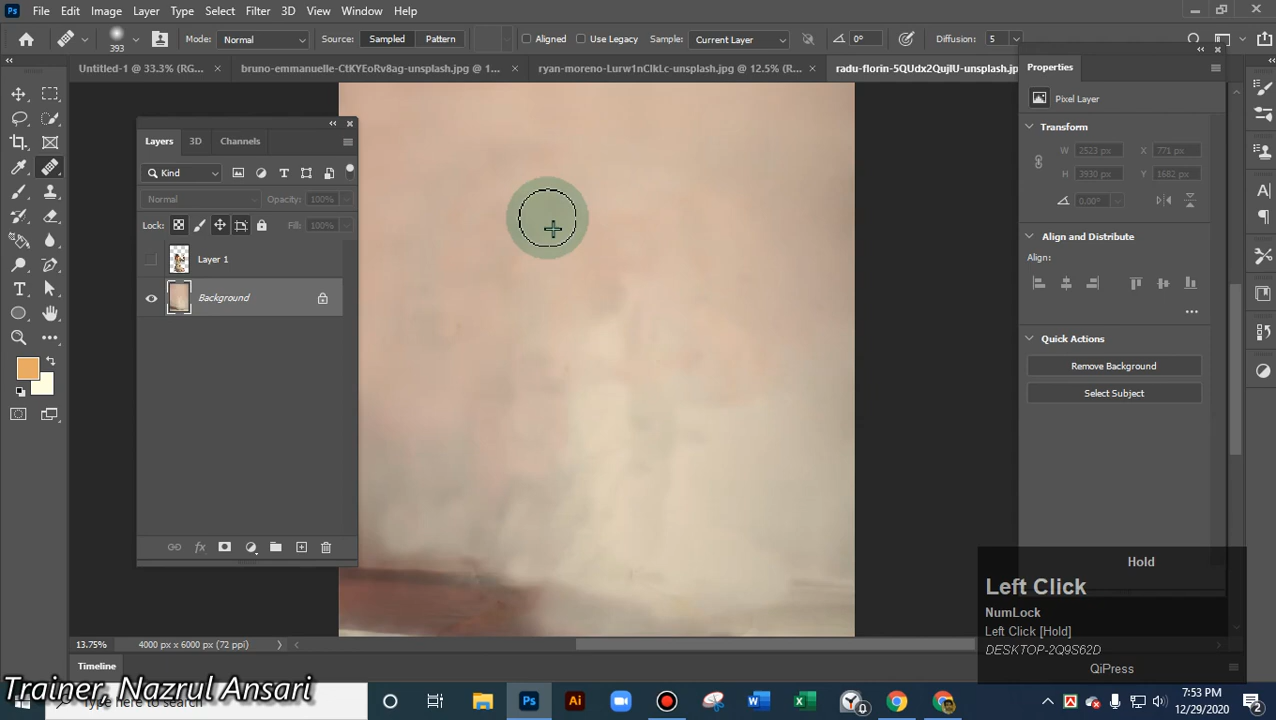 Ps File Edit Image Layer Type Select Filter 3D View Window Help
393 Mode: Normal Source: Sampled Pattern Aligned Use Legacy Sample: Current Layer 0° Diffusion: 5
Untitled-1 @ 33.3% (RG... × bruno-emmanuelle-CtKYEoRv8ag-unsplash.jpg @ 1... × ryan-moreno-Lurw1nClkLc-unsplash.jpg @ 12.5% (R... × radu-florin-5QUdx2QujlU-unsplash.jp
Properties
Pixel Layer
Transform
W 2523 px X 771 px
H 3930 px Y 1682 px
0.00°
Align and Distribute
Align:
Quick Actions
Remove Background
Select Subject
Layers 3D Channels
Kind
Normal Opacity: 100%
Lock: Fill: 100%
Layer 1
Background
Hold
Left Click
NumLock
Left Click [Hold]
DESKTOP-2Q9S62D
QiPress
13.75% 4000 px x 6000 px (72 ppi)
Timeline
Trainer, Nazrul Ansari
Type here to search
7:53 PM
12/29/2020
2